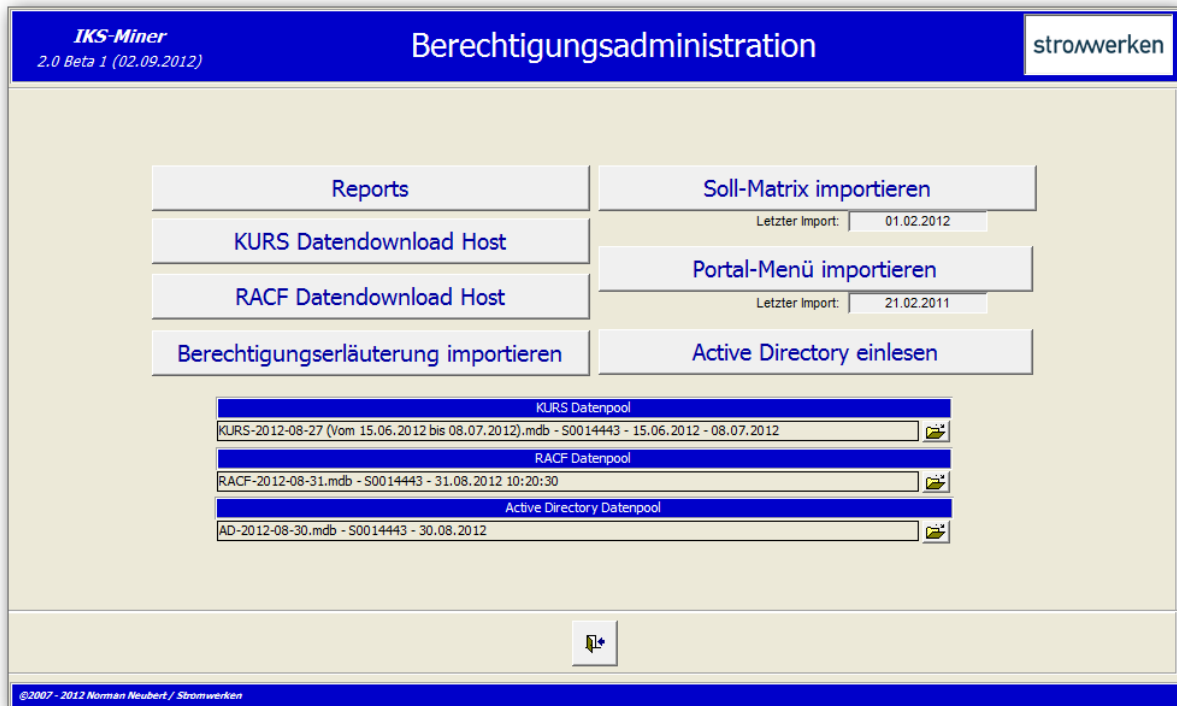 IKS-Miner
2.0 Beta 1 (02.09.2012)
Berechtigungsadministration
stromwerken
Reports
Soll-Matrix importieren
Letzter Import: 01.02.2012
KURS Datendownload Host
Portal-Menü importieren
RACF Datendownload Host
Letzter Import: 21.02.2011
Berechtigungserläuterung importieren
Active Directory einlesen
KURS Datenpool
KURS-2012-08-27 (Vom 15.06.2012 bis 08.07.2012).mdb - S0014443 - 15.06.2012 - 08.07.2012
RACF Datenpool
RACF-2012-08-31.mdb - S0014443 - 31.08.2012 10:20:30
Active Directory Datenpool
AD-2012-08-30.mdb - S0014443 - 30.08.2012
©2007 - 2012 Norman Neubert / Stromwerken